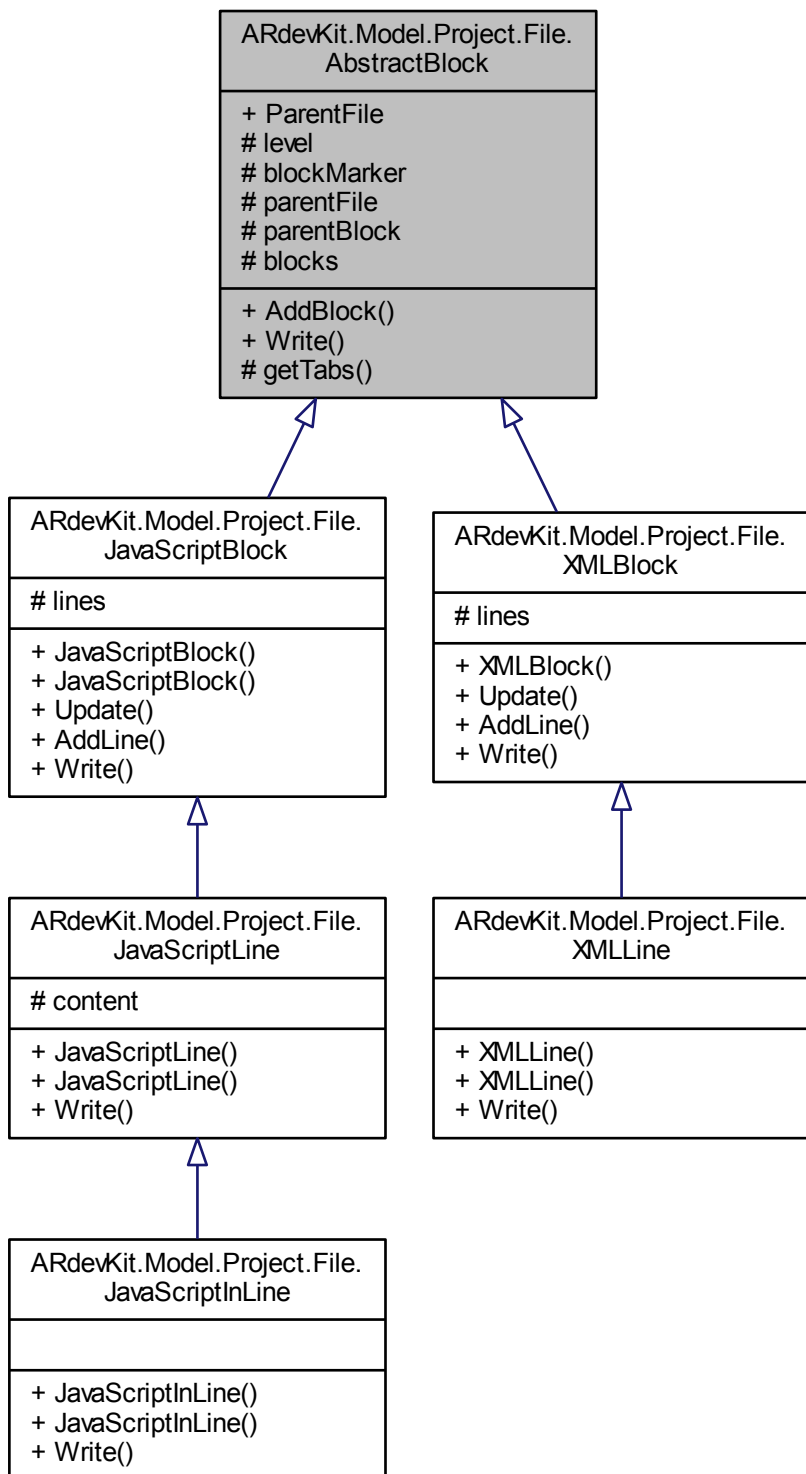 ARdevKit.Model.Project.File.
AbstractBlock
+ ParentFile
# level
# blockMarker
# parentFile
# parentBlock
# blocks
+ AddBlock()
+ Write()
# getTabs()
ARdevKit.Model.Project.File.
JavaScriptBlock
# lines
+ JavaScriptBlock()
+ JavaScriptBlock()
+ Update()
+ AddLine()
+ Write()
ARdevKit.Model.Project.File.
XMLBlock
# lines
+ XMLBlock()
+ Update()
+ AddLine()
+ Write()
ARdevKit.Model.Project.File.
JavaScriptLine
# content
+ JavaScriptLine()
+ JavaScriptLine()
+ Write()
ARdevKit.Model.Project.File.
XMLLine
+ XMLLine()
+ XMLLine()
+ Write()
ARdevKit.Model.Project.File.
JavaScriptInLine
+ JavaScriptInLine()
+ JavaScriptInLine()
+ Write()